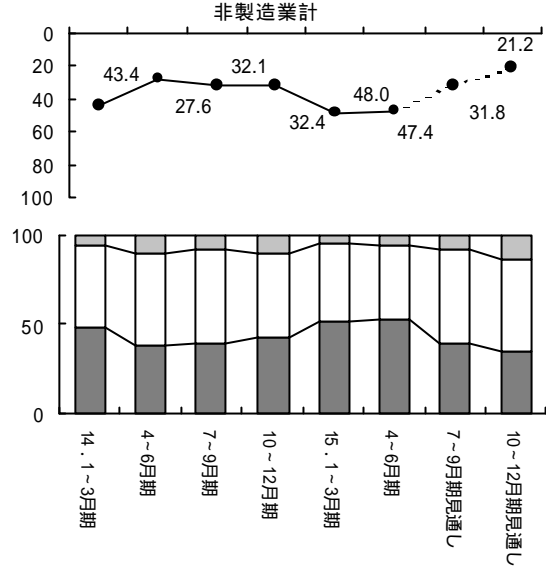 非製造業計
0
20
40
60
80
100
43.4
27.6
32.1
32.4
48.0
47.4
31.8
21.2
100
50
0
14．1~3月期
4~6月期
7~9月期
10~12月期
15．1~3月期
4~6月期
7~9月期見通し
10~12月期見通し